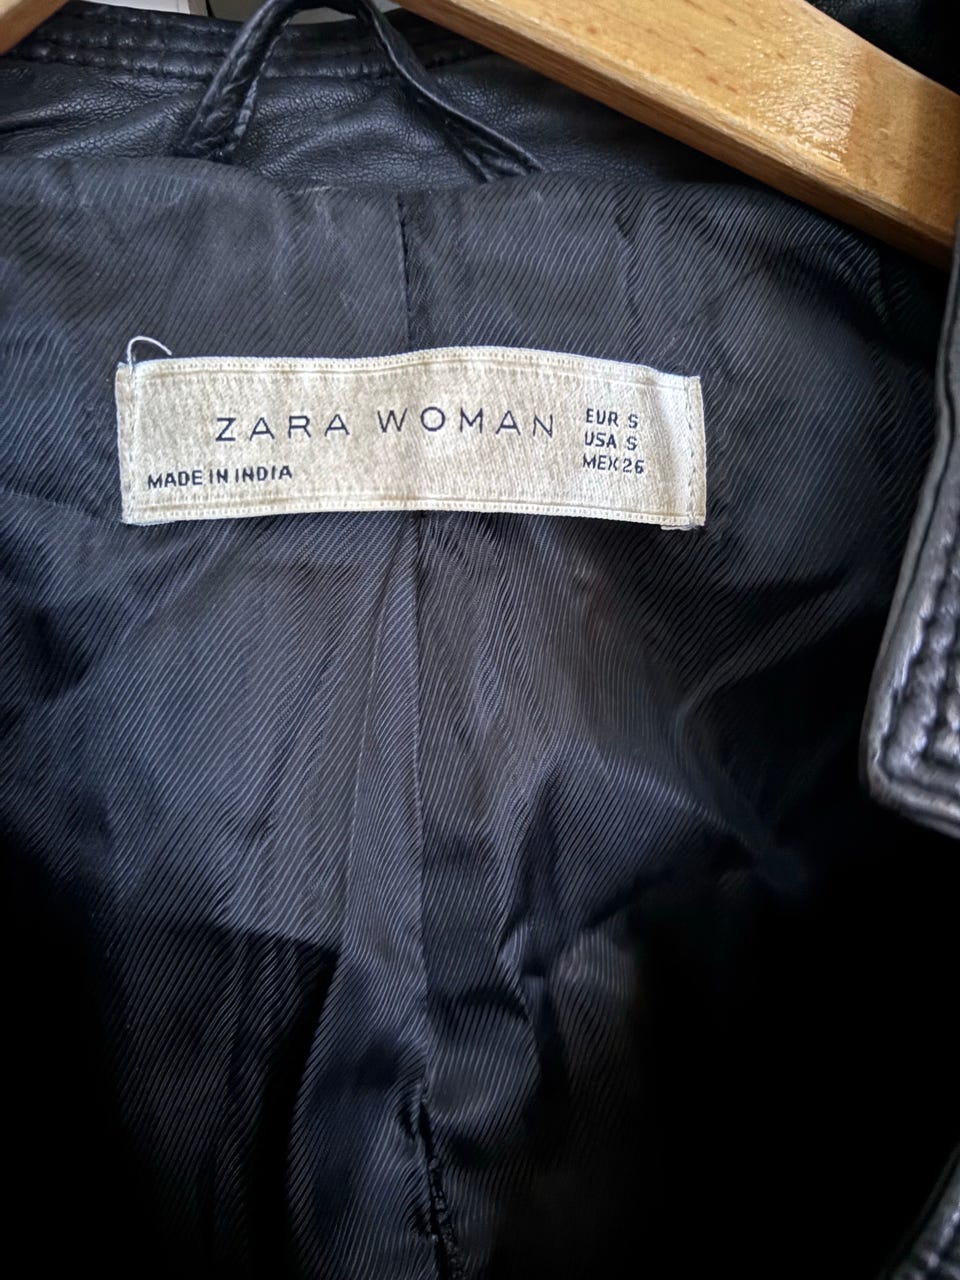 ZARA WOMAN
EUR S
USA S
MEX 26
MADE IN INDIA